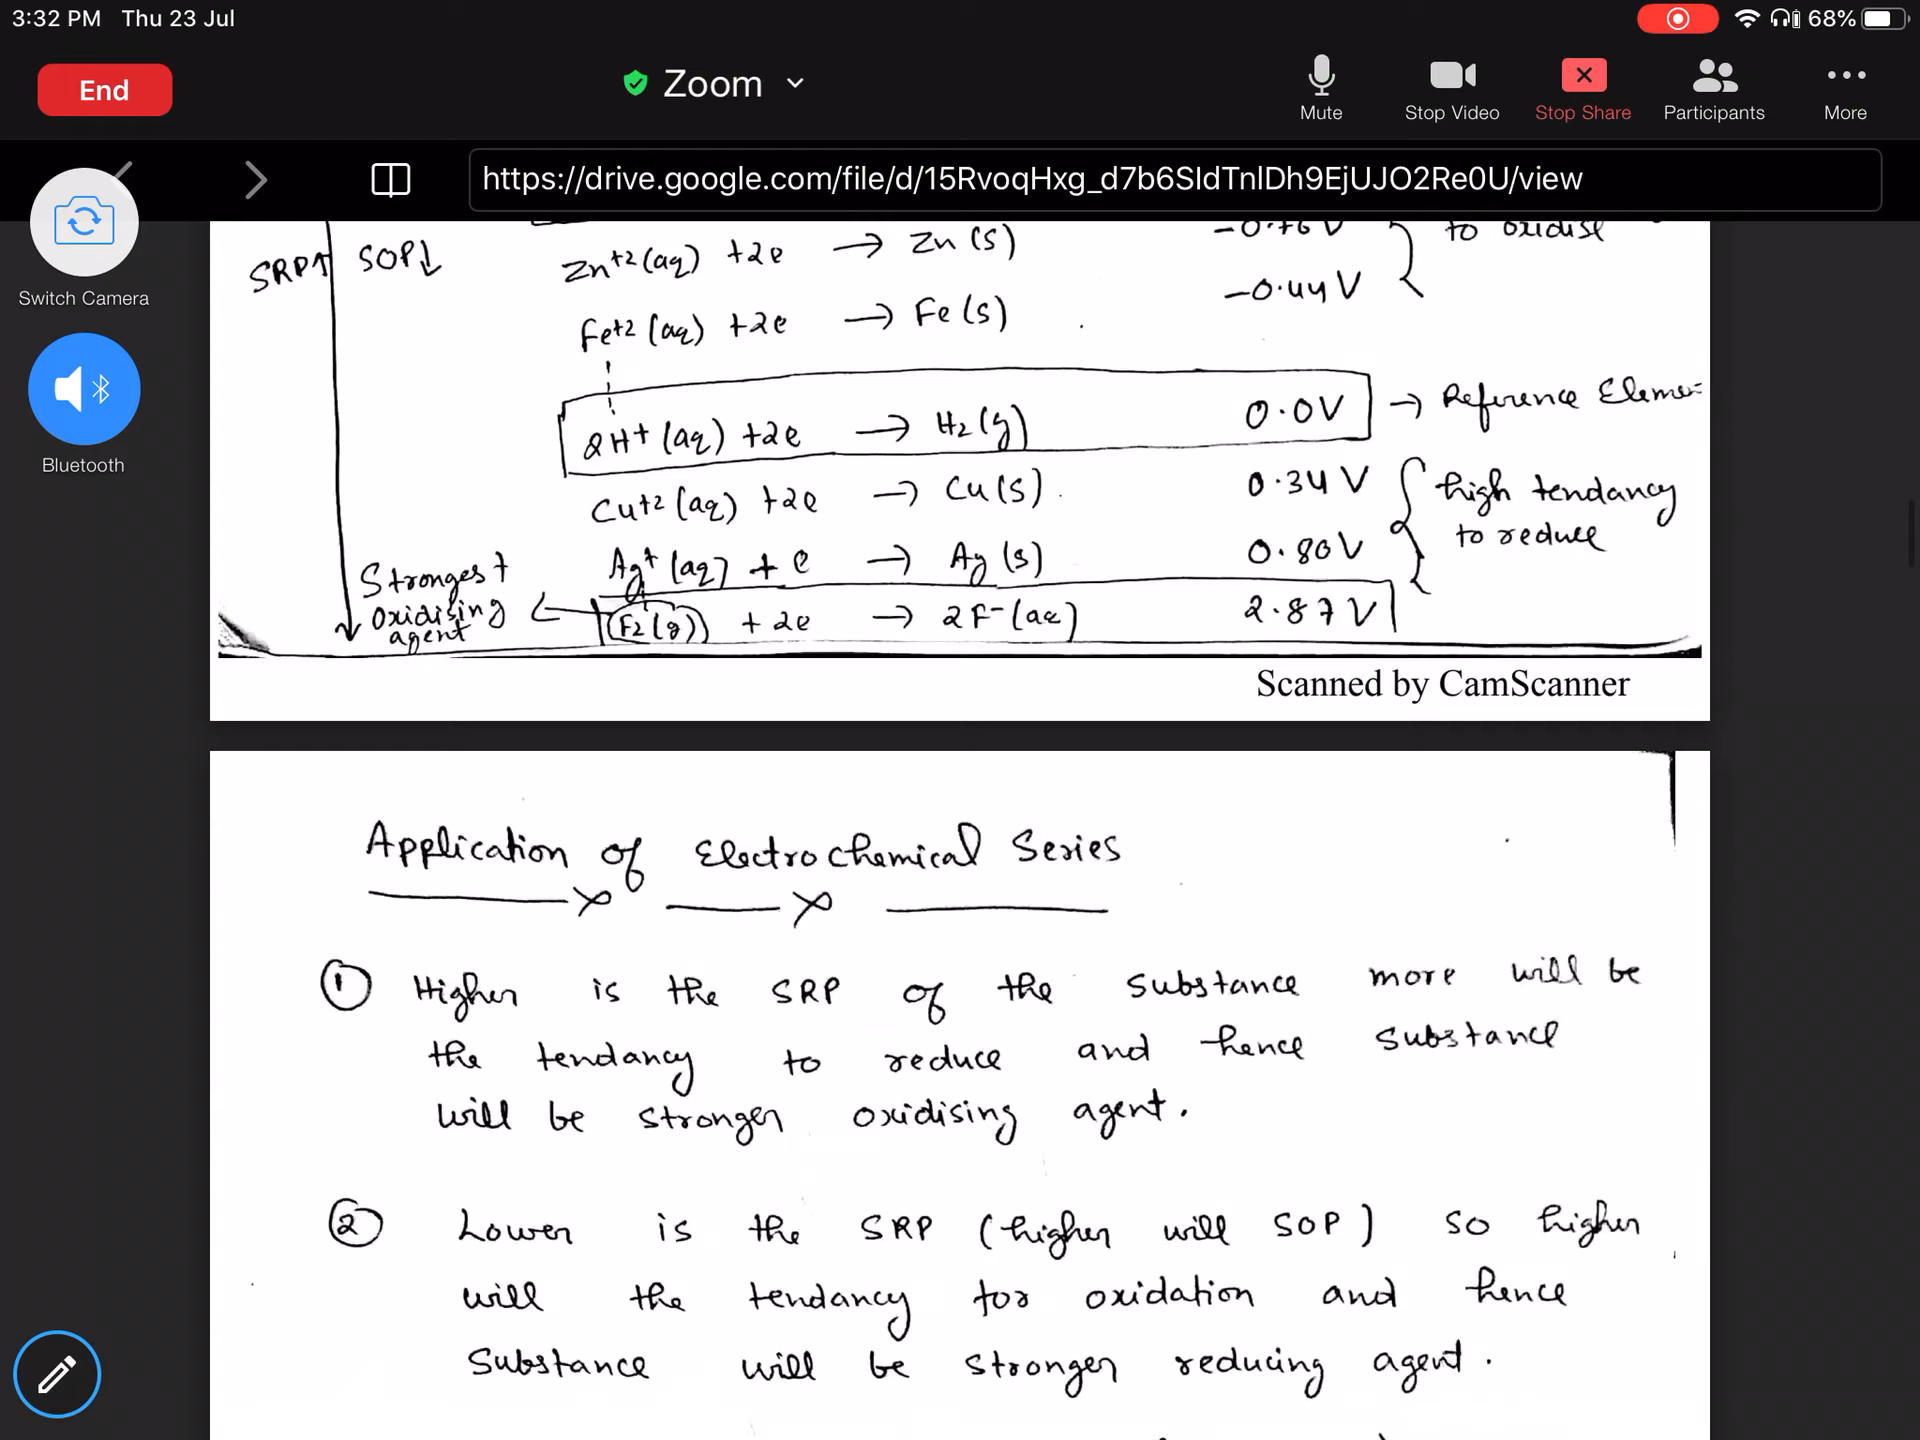 3:32 PM Thu 23 Jul
68%
End
Zoom
Mute
Stop Video
Stop Share
Participants
More
https://drive.google.com/file/d/15RvoqHxg_d7b6SIdTnlDh9EjUJO2Re0U/view
Switch Camera
Bluetooth
SRP↑ SOP↓
Zn+2 (aq) +2e → Zn (s) -0.76 V to oxidise
Fe+2 (aq) +2e → Fe (s) -0.44 V
2H+ (aq) +2e → H2 (g) 0.0V → Reference Elemen
Cu+2 (aq) +2e → Cu (s) 0.34 V high tendancy
to reduce
Ag+ (aq) + e → Ag (s) 0.80 V
Strongest
oxidising
agent
F2 (g) + 2e → 2F- (aq) 2.87 V
Scanned by CamScanner
Application of Electrochemical Series
① Higher is the SRP of the substance more will be
the tendancy to reduce and hence substance
will be stronger oxidising agent.
② Lower is the SRP (higher will SOP) so higher
will the tendancy for oxidation and hence
Substance will be stronger reducing agent.